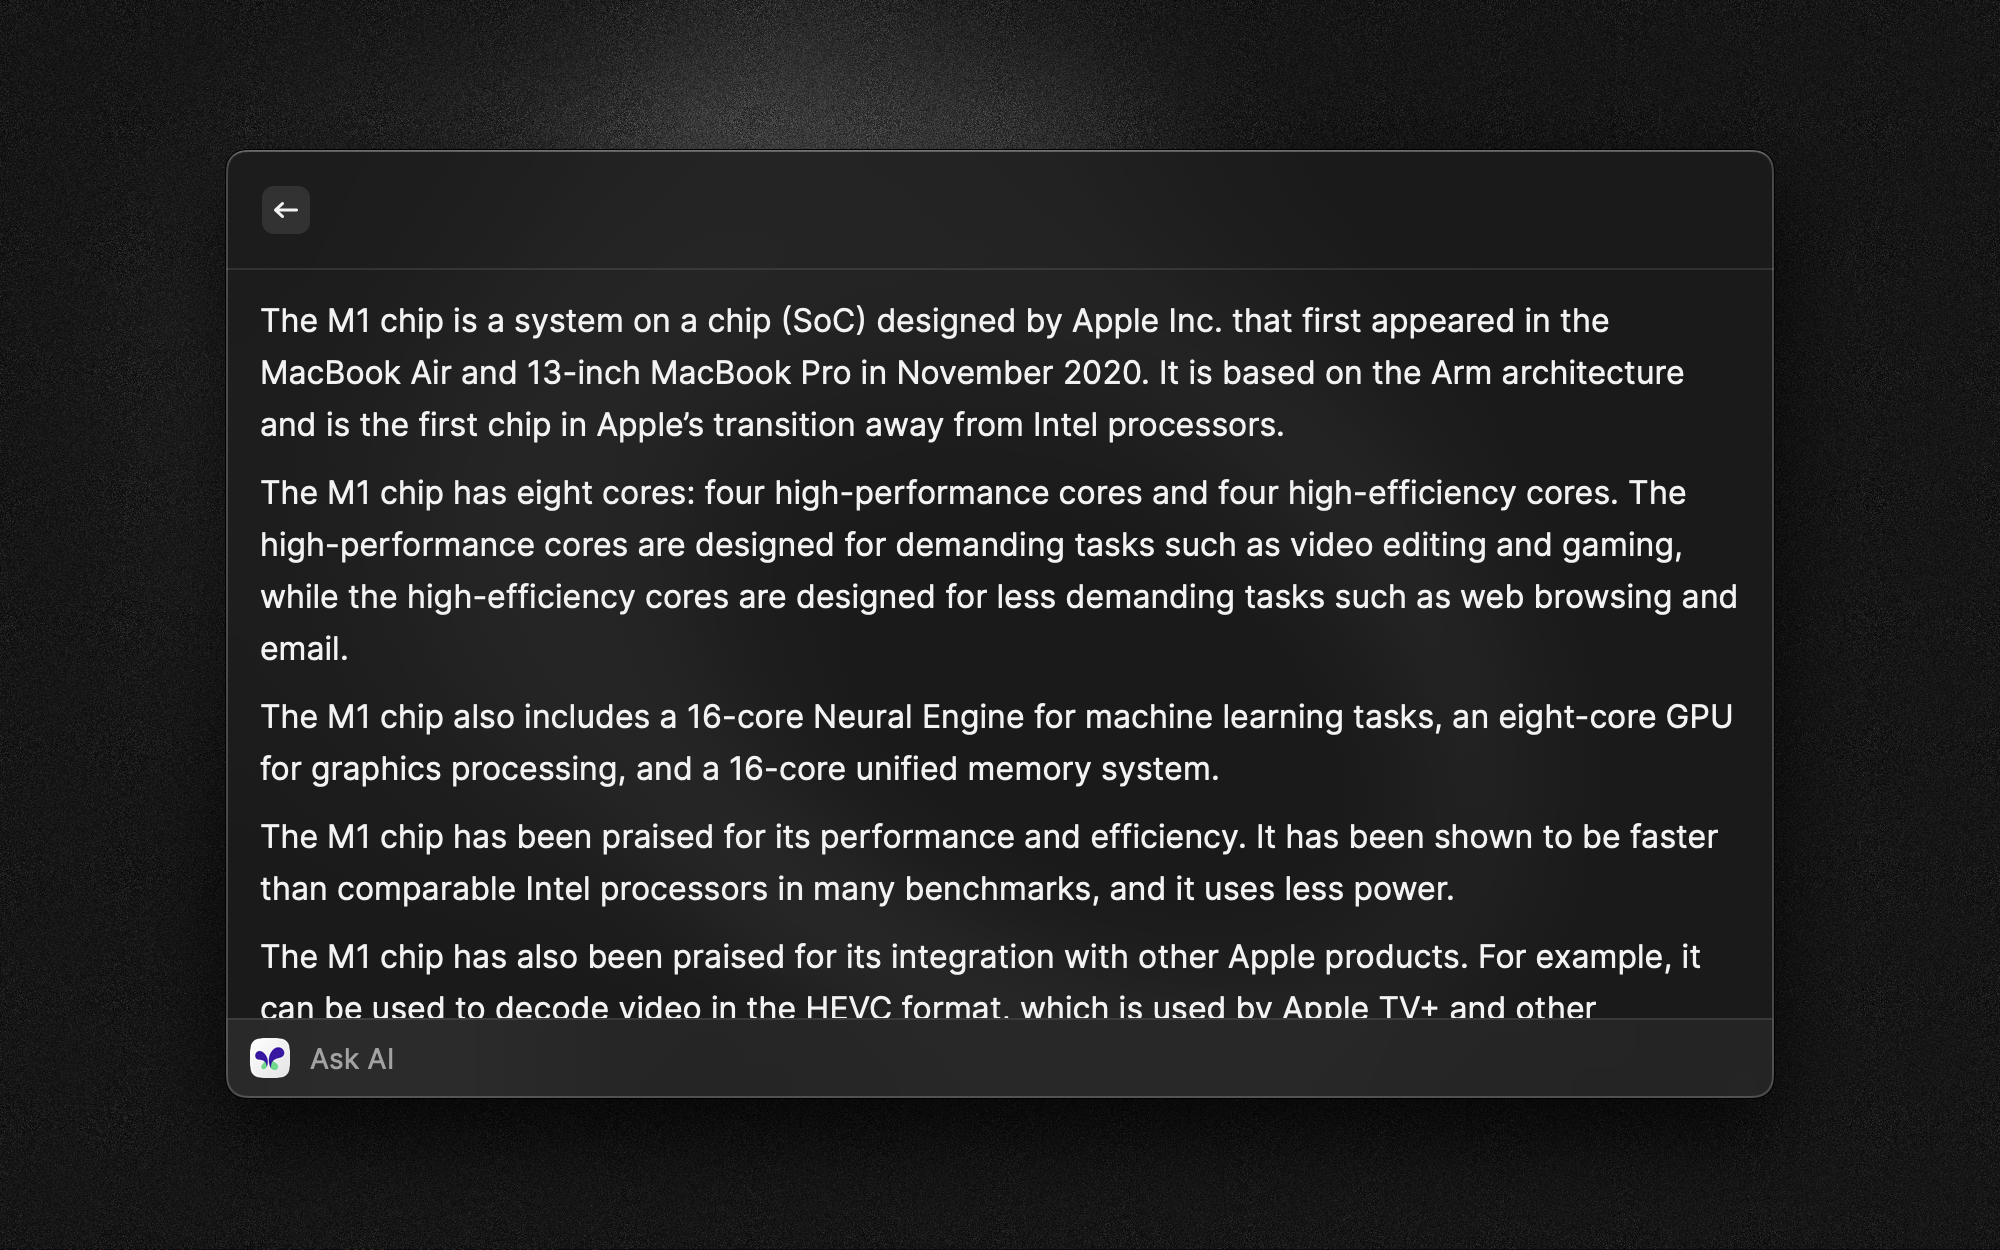 The M1 chip is a system on a chip (SoC) designed by Apple Inc. that first appeared in the
MacBook Air and 13-inch MacBook Pro in November 2020. It is based on the Arm architecture
and is the first chip in Apple’s transition away from Intel processors.
The M1 chip has eight cores: four high-performance cores and four high-efficiency cores. The
high-performance cores are designed for demanding tasks such as video editing and gaming,
while the high-efficiency cores are designed for less demanding tasks such as web browsing and
email.
The M1 chip also includes a 16-core Neural Engine for machine learning tasks, an eight-core GPU
for graphics processing, and a 16-core unified memory system.
The M1 chip has been praised for its performance and efficiency. It has been shown to be faster
than comparable Intel processors in many benchmarks, and it uses less power.
The M1 chip has also been praised for its integration with other Apple products. For example, it
can be used to decode video in the HEVC format, which is used by Apple TV+ and other
Ask AI